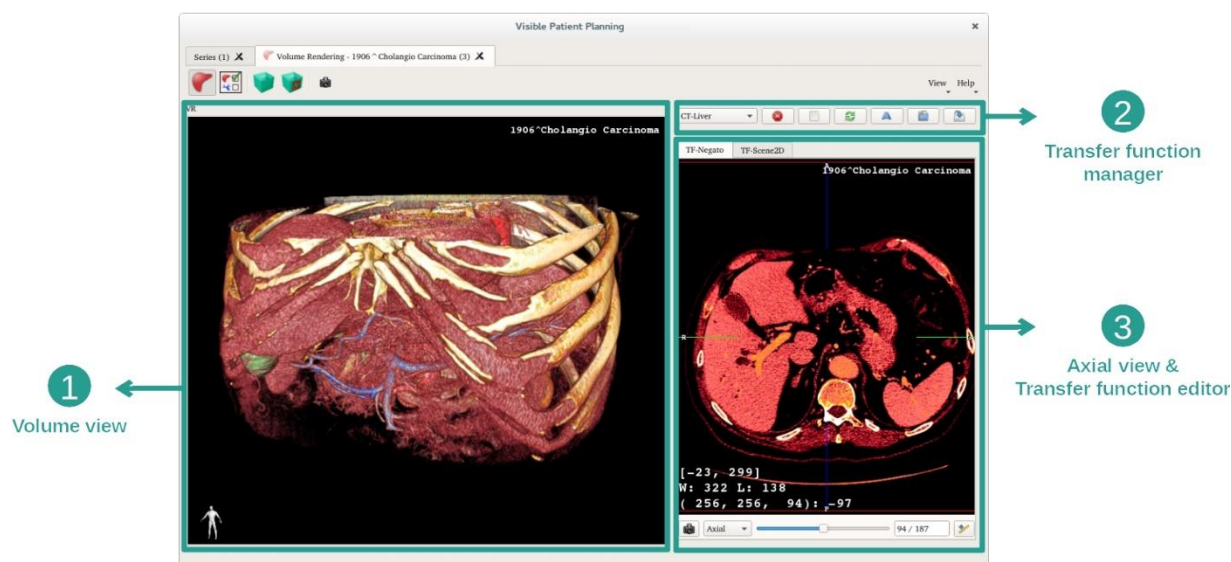 Visible Patient Planning
Series (1)
Volume Rendering - 1906 ^ Cholangio Carcinoma (3)
View Help
VR
1906^Cholangio Carcinoma
CT-Liver
TF-Negato TF-Scene2D
A
1906^Cholangio Carcinoma
R
[-23, 299]
W: 322 L: 138
( 256, 256, 94): -97
P
Axial
94 / 187
1
Volume view
2
Transfer function
manager
3
Axial view &
Transfer function editor